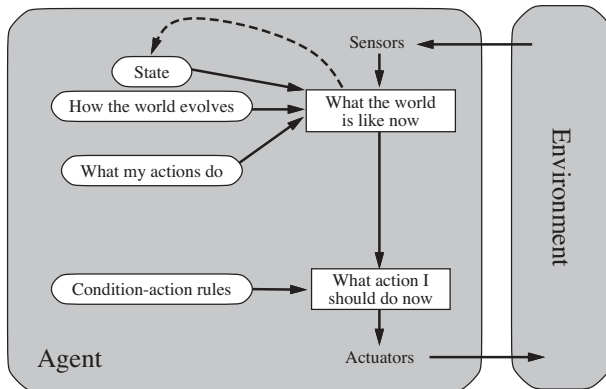 Sensors
State
How the world evolves
What the world
is like now
What my actions do
Environment
Condition-action rules
What action I
should do now
Agent
Actuators